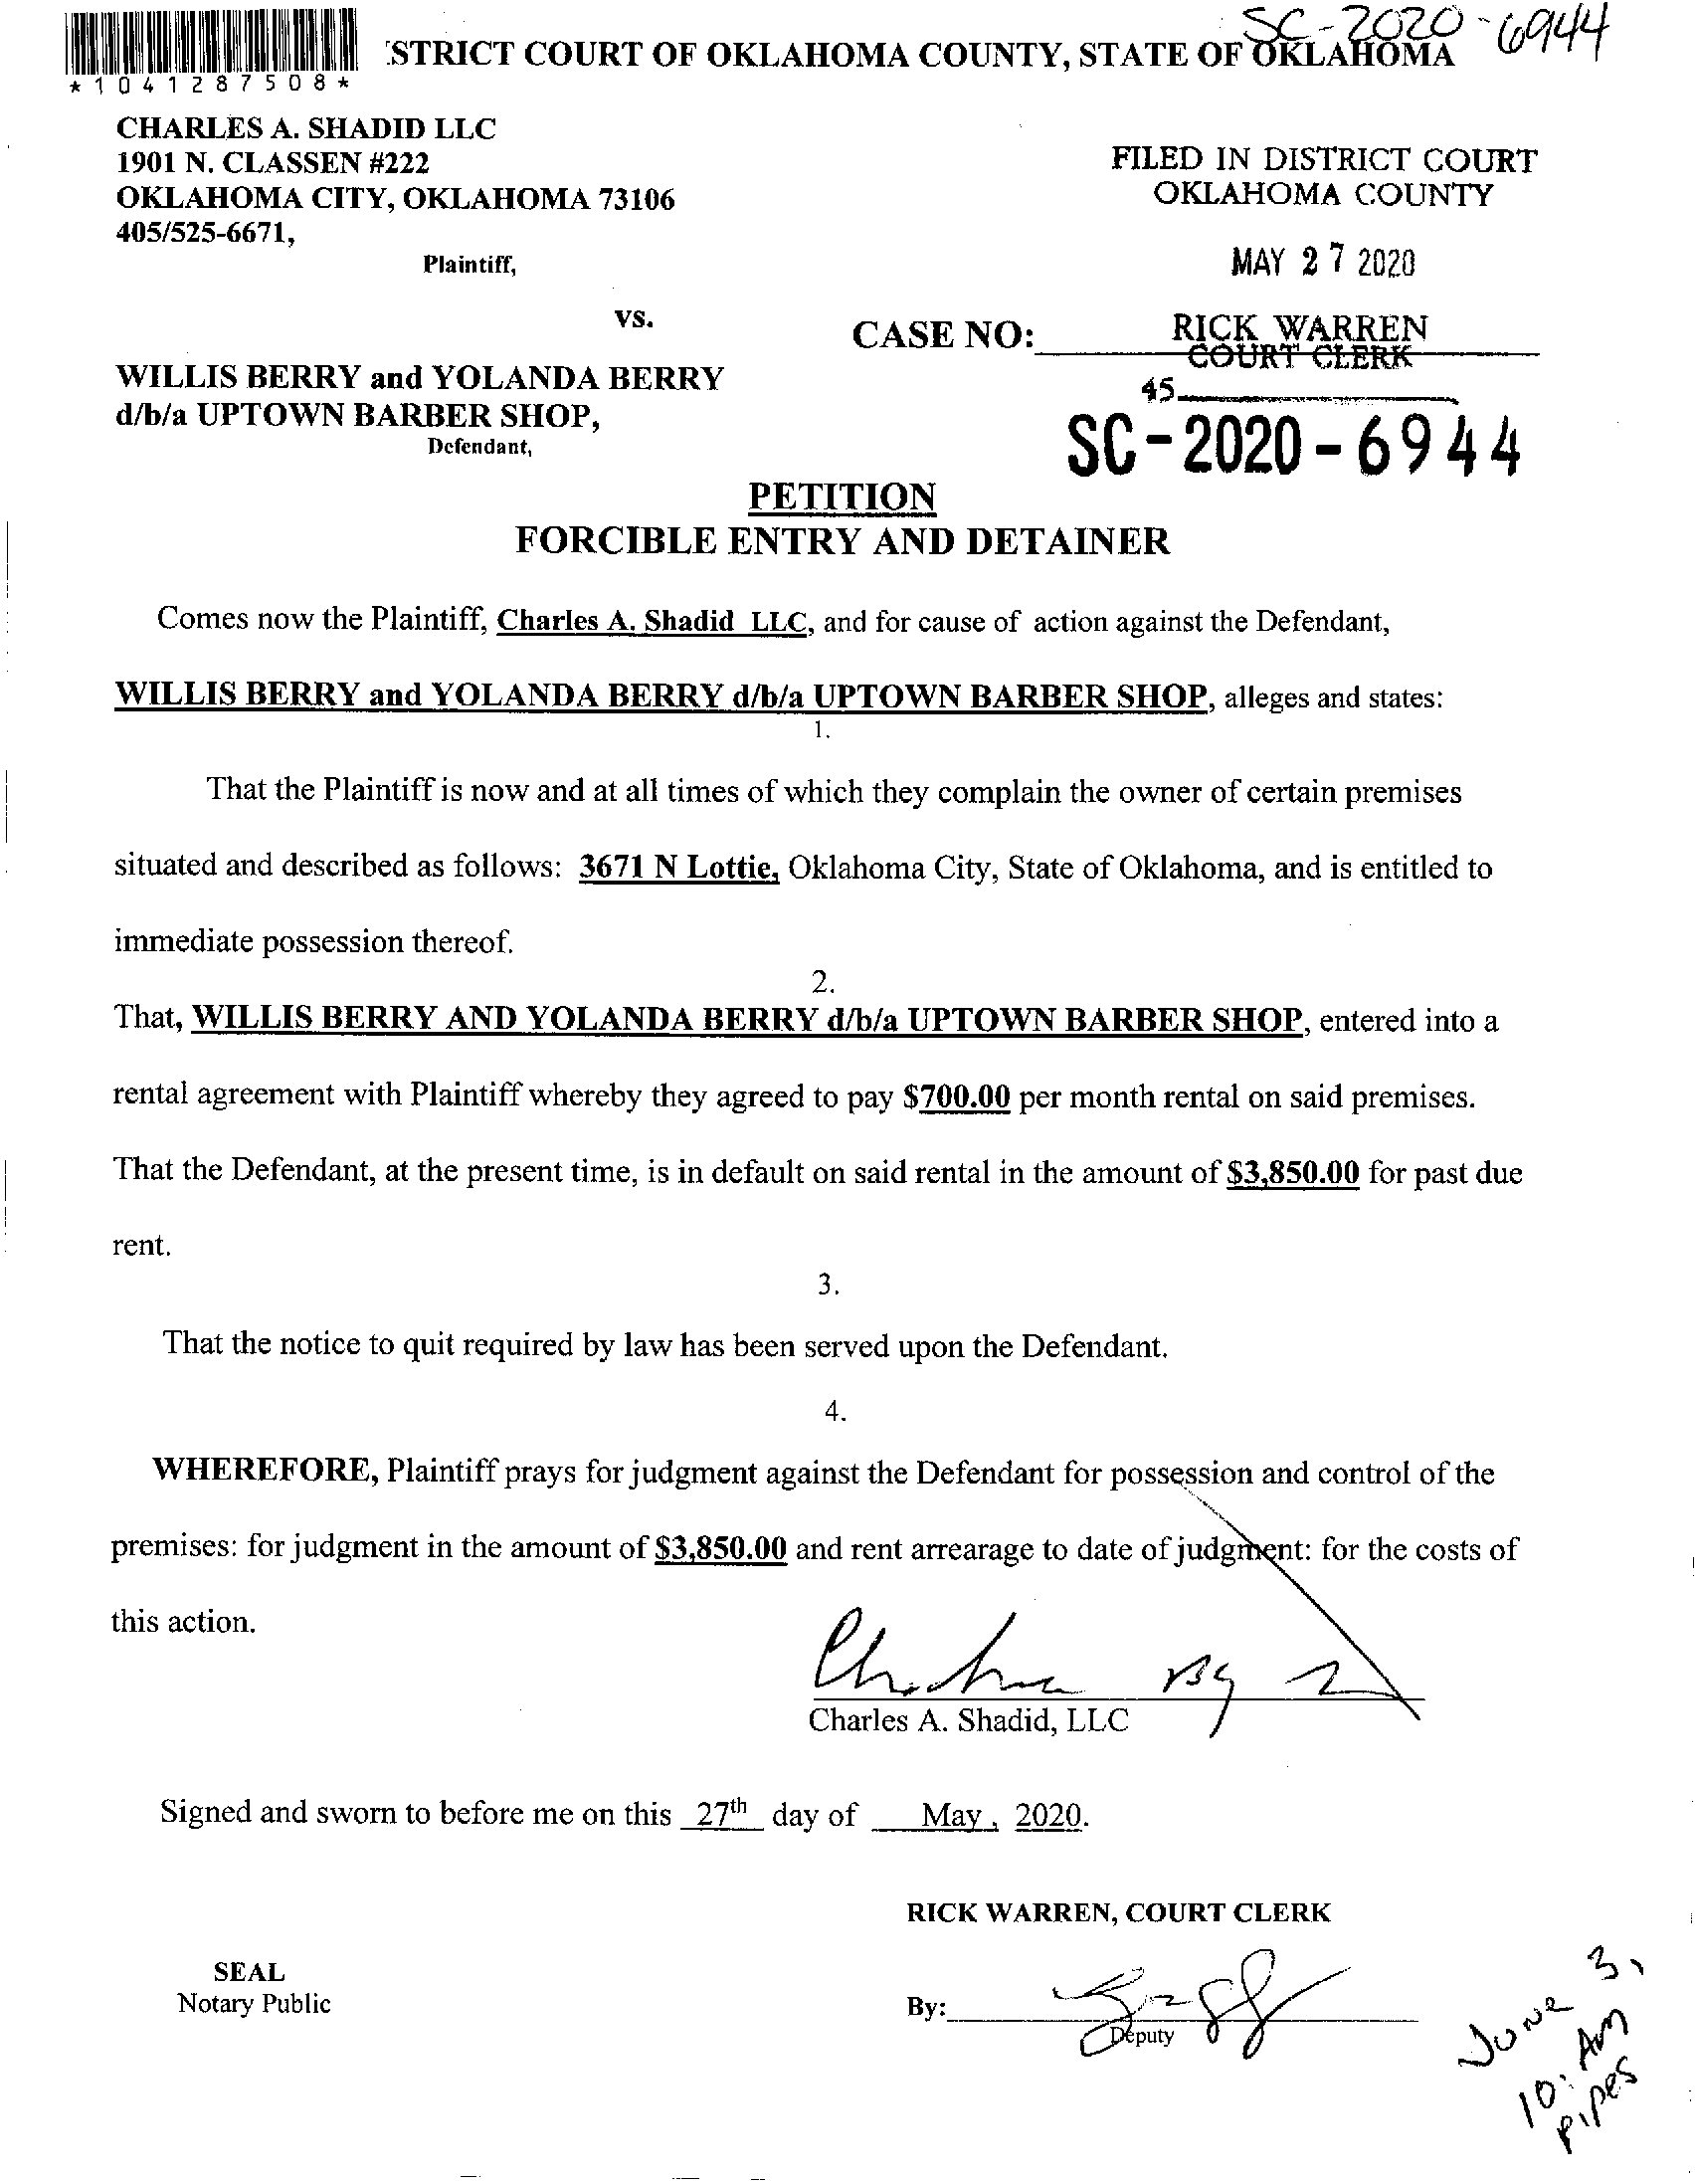 SC-2020-6944
*1041287508*
STRICT COURT OF OKLAHOMA COUNTY, STATE OF OKLAHOMA
CHARLES A. SHADID LLC
1901 N. CLASSEN #222
OKLAHOMA CITY, OKLAHOMA 73106
405/525-6671,
Plaintiff,
FILED IN DISTRICT COURT
OKLAHOMA COUNTY
MAY 27 2020
vs.
CASE NO:
RICK WARREN
COURT CLERK
45
SC-2020-6944
WILLIS BERRY and YOLANDA BERRY
d/b/a UPTOWN BARBER SHOP,
Defendant,
PETITION
FORCIBLE ENTRY AND DETAINER
Comes now the Plaintiff, Charles A. Shadid LLC, and for cause of action against the Defendant,
WILLIS BERRY and YOLANDA BERRY d/b/a UPTOWN BARBER SHOP, alleges and states:
1.
That the Plaintiff is now and at all times of which they complain the owner of certain premises
situated and described as follows: 3671 N Lottie, Oklahoma City, State of Oklahoma, and is entitled to
immediate possession thereof.
2.
That, WILLIS BERRY AND YOLANDA BERRY d/b/a UPTOWN BARBER SHOP, entered into a
rental agreement with Plaintiff whereby they agreed to pay $700.00 per month rental on said premises.
That the Defendant, at the present time, is in default on said rental in the amount of $3,850.00 for past due
rent.
3.
That the notice to quit required by law has been served upon the Defendant.
4.
WHEREFORE, Plaintiff prays for judgment against the Defendant for possession and control of the
premises: for judgment in the amount of $3,850.00 and rent arrearage to date of judgment: for the costs of
this action.
Charles A. Shadid, LLC
Signed and sworn to before me on this 27th day of May, 2020.
RICK WARREN, COURT CLERK
SEAL
Notary Public
By:
Deputy
June 3,
10: AM
Pipes